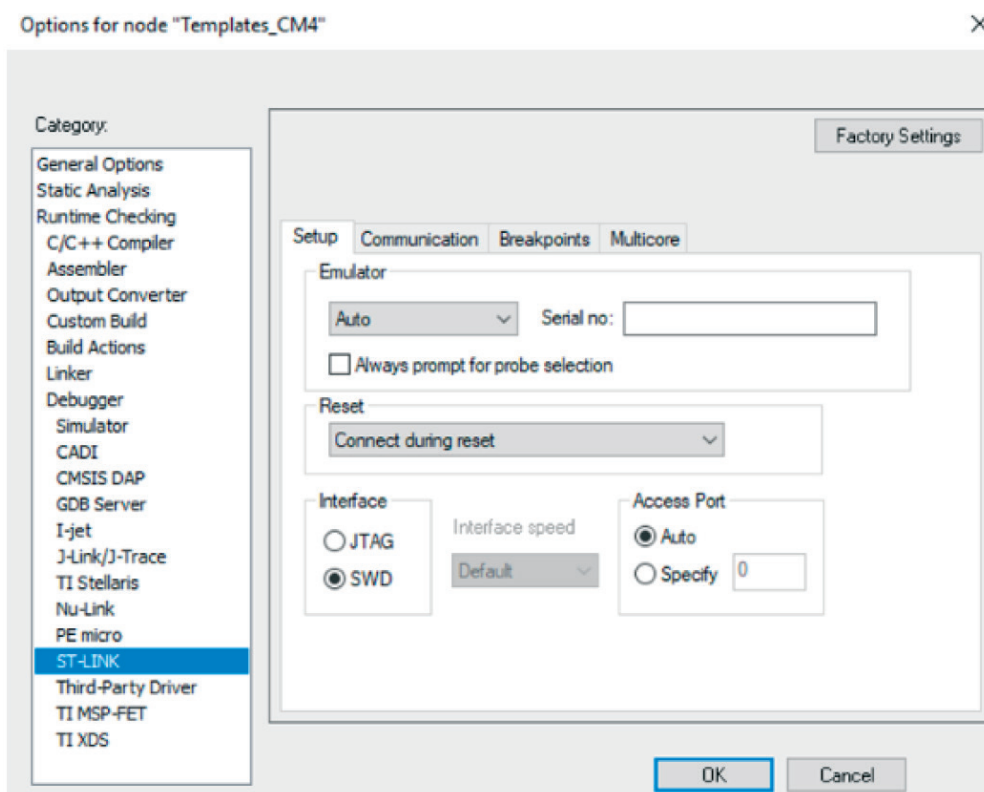 Options for node "Templates_CM4"
Category:
Factory Settings
General Options
Static Analysis
Runtime Checking
C/C++ Compiler
Assembler
Output Converter
Custom Build
Build Actions
Linker
Debugger
Simulator
CADI
CMSIS DAP
GDB Server
I-jet
J-Link/J-Trace
TI Stellaris
Nu-Link
PE micro
ST-LINK
Third-Party Driver
TI MSP-FET
TI XDS
Setup Communication Breakpoints Multicore
Emulator
Auto Serial no:
Always prompt for probe selection
Reset
Connect during reset
Interface
JTAG
SWD
Interface speed
Default
Access Port
Auto
Specify 0
OK Cancel